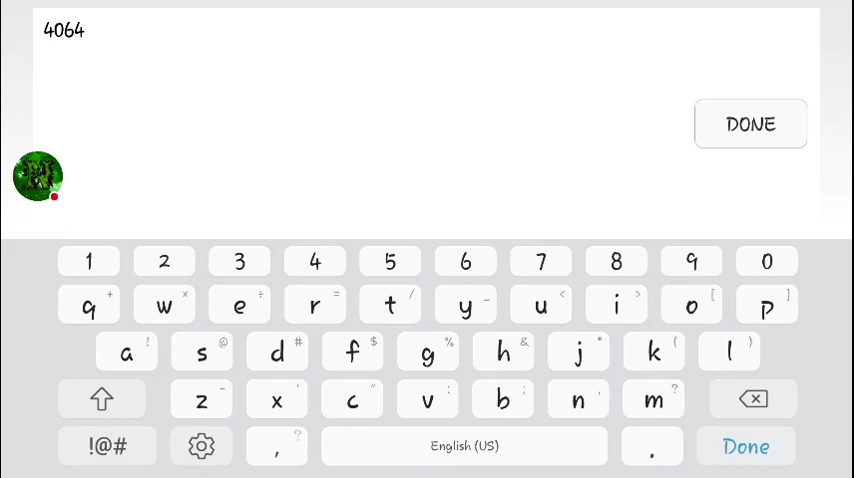 4064
DONE
1 2 3 4 5 6 7 8 9 0
q + w × e ÷ r = t / y _ u < i > o [ p ]
a ! s @ d # f $ g % h & j * k ( l )
z - x ' c " v : b ; n , m ?
!@# , ? English (US) . Done